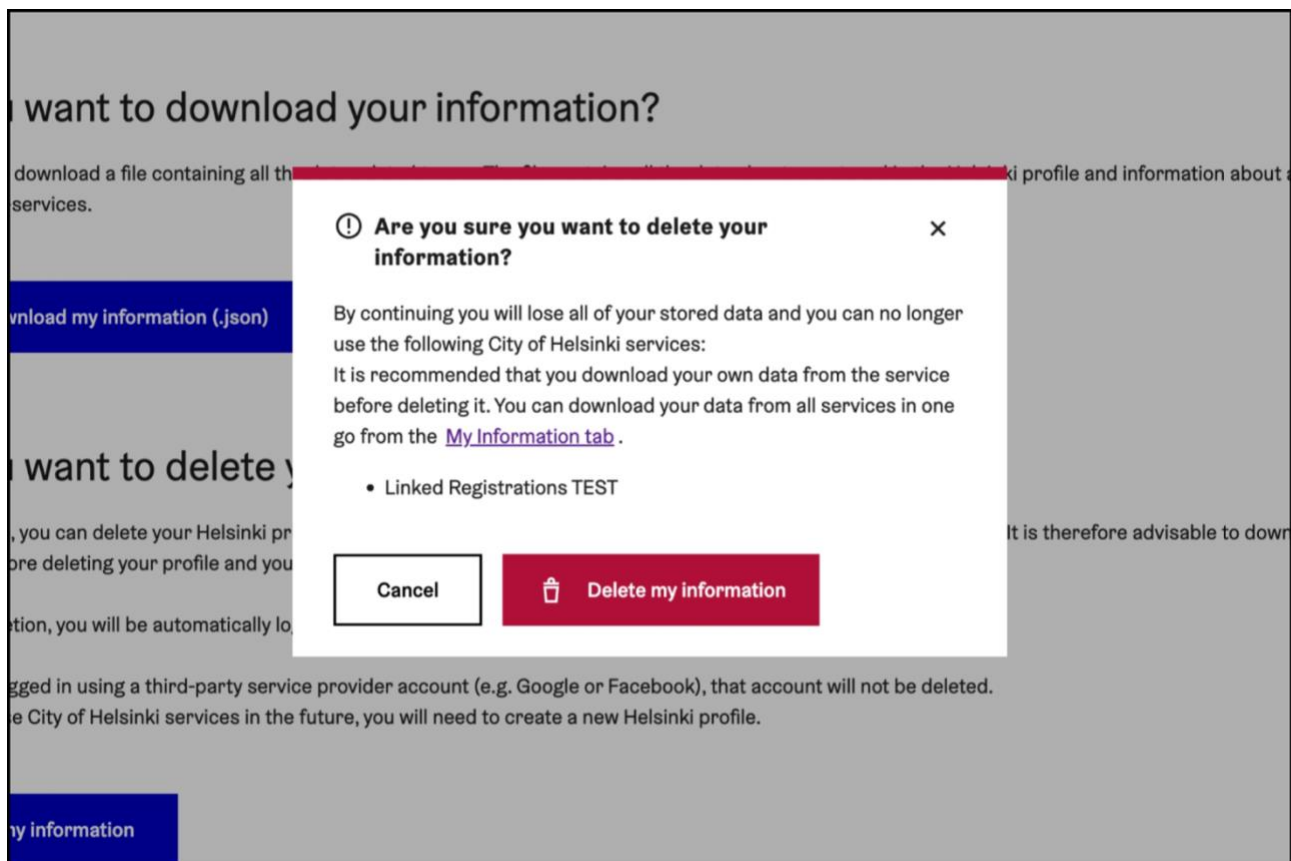 want to download your information?
download a file containing all th
ki profile and information about
services.
Are you sure you want to delete your
information?
wnload my information (.json)
By continuing you will lose all of your stored data and you can no longer
use the following City of Helsinki services:
It is recommended that you download your own data from the service
before deleting it. You can download your data from all services in one
go from the My Information tab .
• Linked Registrations TEST
want to delete y
, you can delete your Helsinki pr
It is therefore advisable to down
ore deleting your profile and you
Cancel
Delete my information
etion, you will be automatically lo
gged in using a third-party service provider account (e.g. Google or Facebook), that account will not be deleted.
e City of Helsinki services in the future, you will need to create a new Helsinki profile.
my information